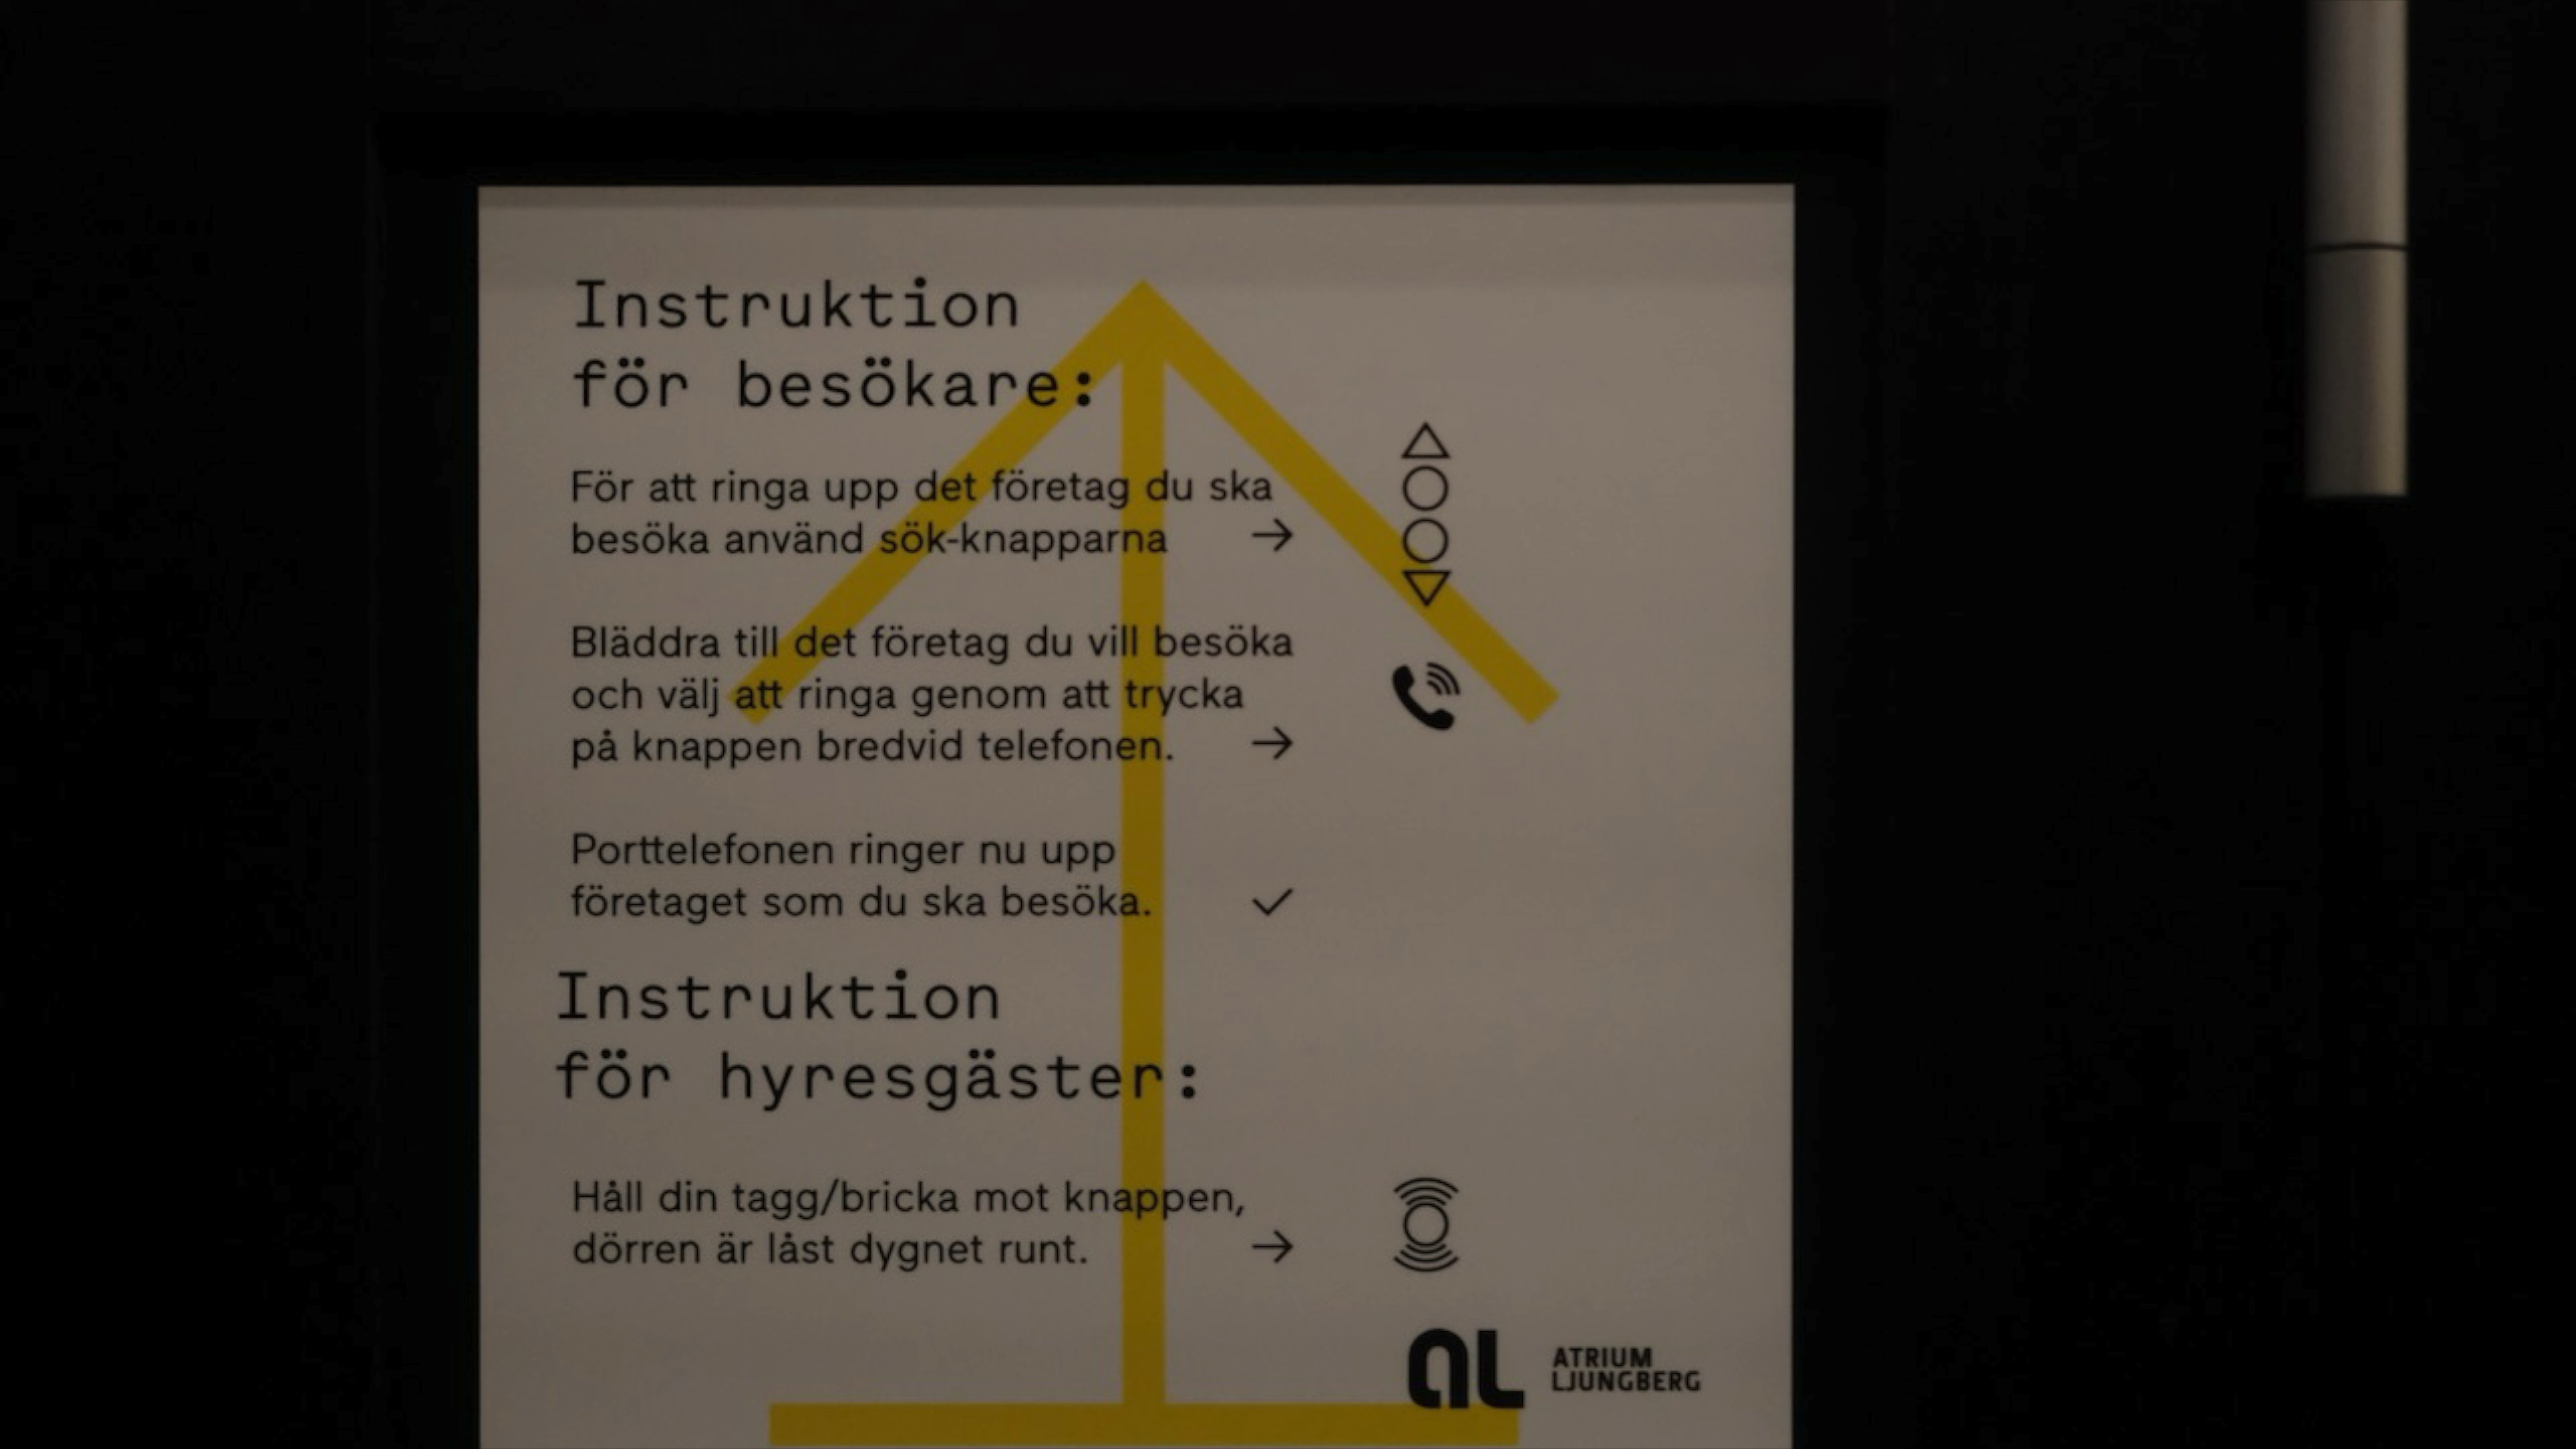 Instruktion
för besökare:
För att ringa upp det företag du ska
besöka använd sök-knapparna →
Bläddra till det företag du vill besöka
och välj att ringa genom att trycka
på knappen bredvid telefonen. →
Porttelefonen ringer nu upp
företaget som du ska besöka. ✓
Instruktion
för hyresgäster:
Håll din tagg/bricka mot knappen,
dörren är låst dygnet runt. →
aL
ATRIUM
LJUNGBERG